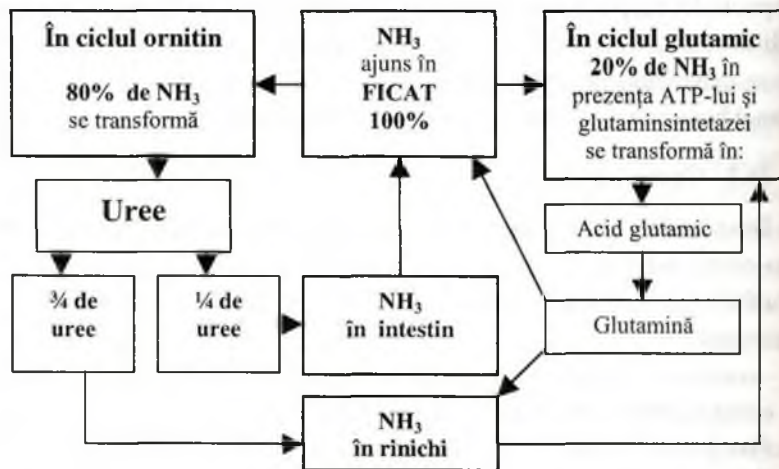 În ciclul ornitin
80% de NH₃
se transformă
NH₃
ajuns în
FICAT
100%
În ciclul glutamic
20% de NH₃ în
prezența ATP-lui și
glutaminsintetazei
se transformă în:
Uree
Acid glutamic
¾ de
uree
¼ de
uree
NH₃
în intestin
Glutamină
NH₃
în rinichi